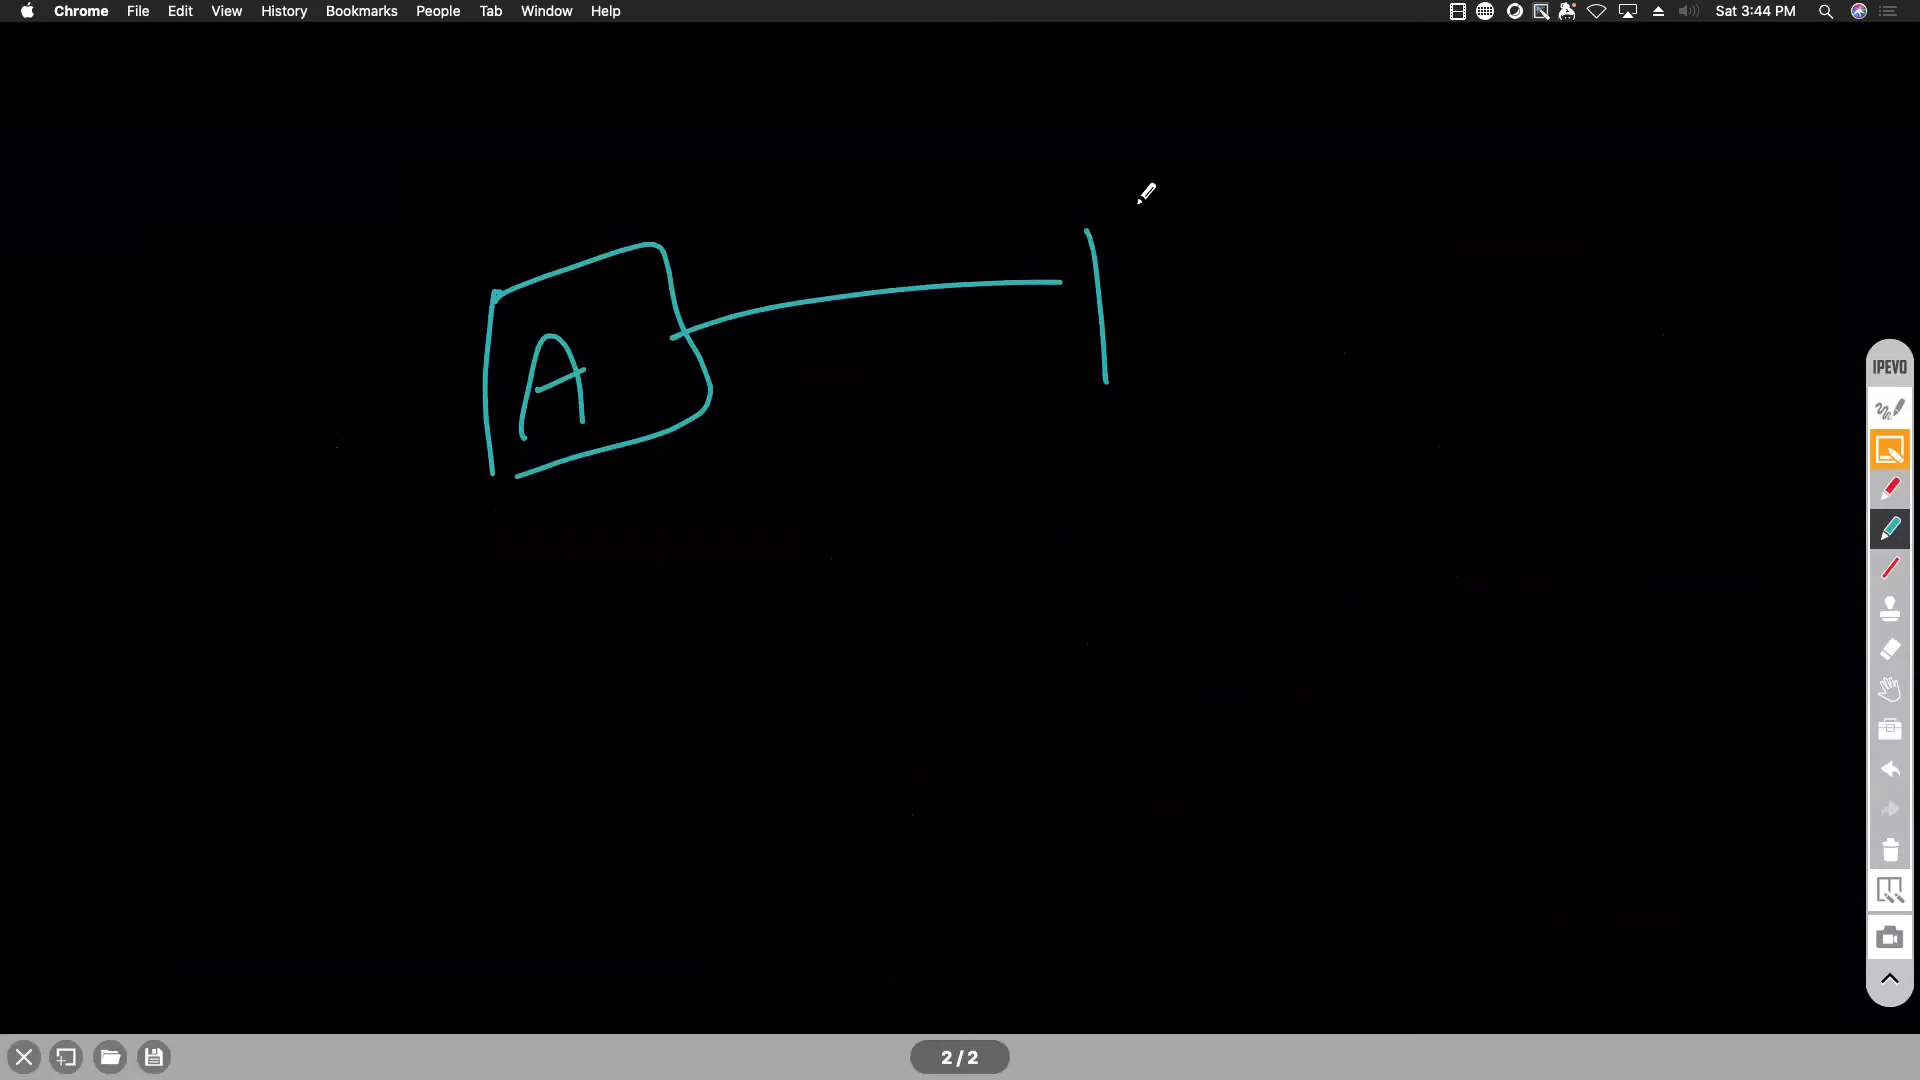 Chrome File Edit View History Bookmarks People Tab Window Help Sat 3:44 PM
A
IPEVO
2 / 2